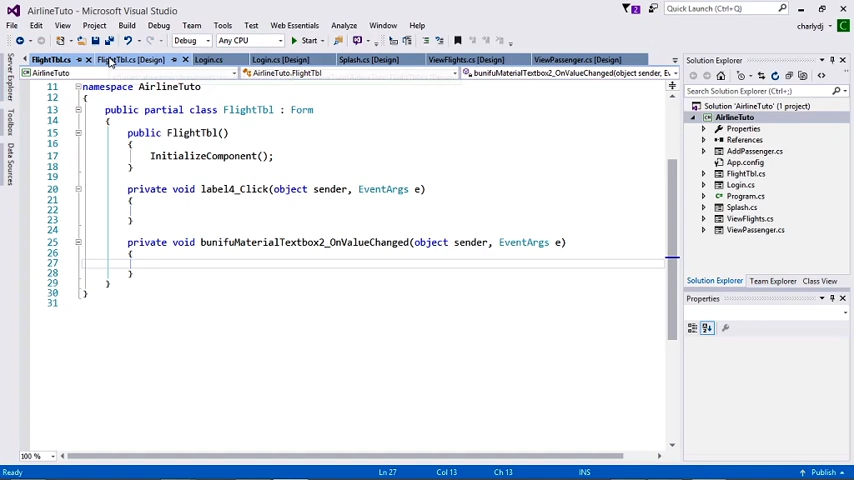 AirlineTuto - Microsoft Visual Studio
2
Quick Launch (Ctrl+Q)
File Edit View Project Build Debug Team Tools Test Web Essentials Analyze Window Help
charlydj
Debug Any CPU Start
FlightTbl.cs FlightTbl.cs [Design] Login.cs Login.cs [Design] Splash.cs [Design] ViewFlights.cs [Design] ViewPassenger.cs [Design]
AirlineTuto AirlineTuto.FlightTbl bunifuMaterialTextbox2_OnValueChanged(object sender, Ev
11 namespace AirlineTuto
12 {
13 public partial class FlightTbl : Form
14 {
15 public FlightTbl()
16 {
17 InitializeComponent();
18 }
19
20 private void label4_Click(object sender, EventArgs e)
21 {
22
23 }
24
25 private void bunifuMaterialTextbox2_OnValueChanged(object sender, EventArgs e)
26 {
27
28 }
29 }
30 }
31
100 %
Server Explorer
Toolbox
Data Sources
Solution Explorer
Search Solution Explorer (Ctrl+;)
Solution 'AirlineTuto' (1 project)
AirlineTuto
Properties
References
AddPassenger.cs
App.config
FlightTbl.cs
Login.cs
Program.cs
Splash.cs
ViewFlights.cs
ViewPassenger.cs
Solution Explorer Team Explorer Class View
Properties
Ready Ln 27 Col 13 Ch 13 INS Publish